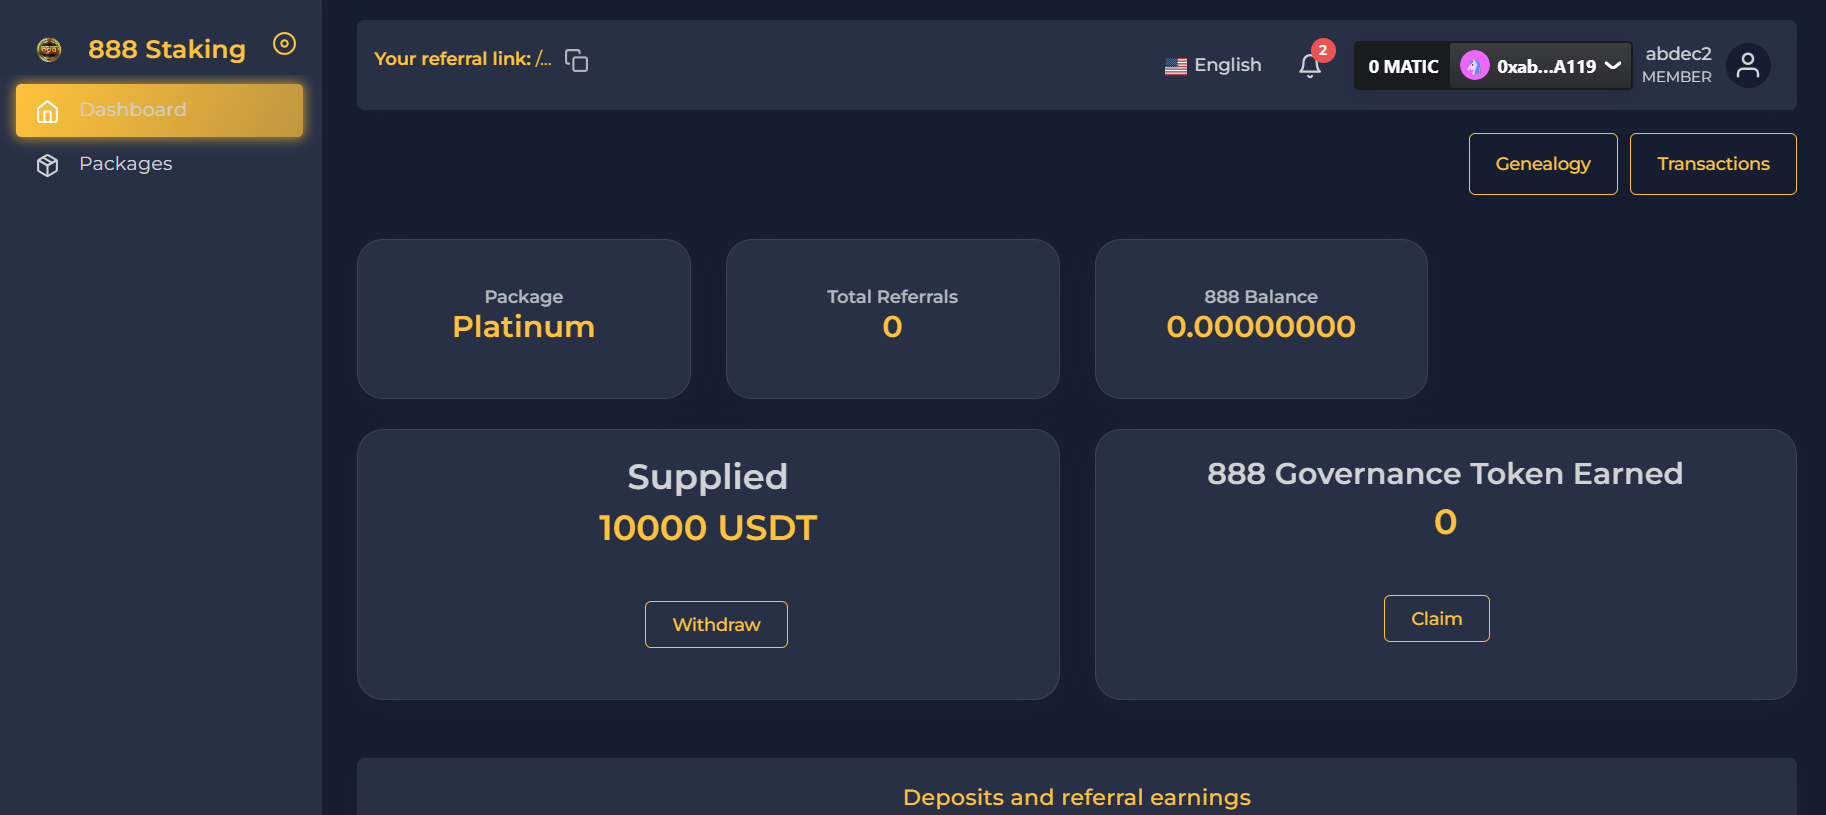 888 Staking
Dashboard
Packages
Your referral link: /...
English
2
0 MATIC
0xab...A119
abdec2
MEMBER
Genealogy
Transactions
Package
Platinum
Total Referrals
0
888 Balance
0.00000000
Supplied
10000 USDT
Withdraw
888 Governance Token Earned
0
Claim
Deposits and referral earnings